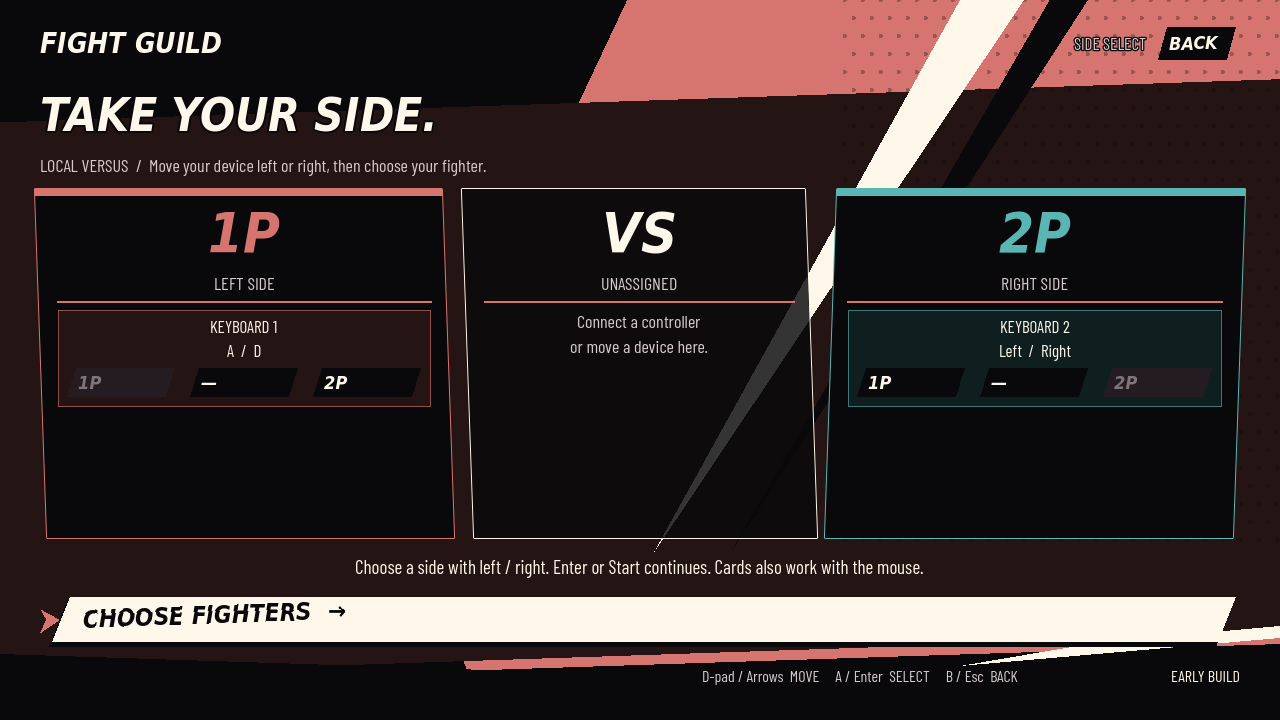 FIGHT GUILD
SIDE SELECT
BACK
TAKE YOUR SIDE.
LOCAL VERSUS / Move your device left or right, then choose your fighter.
1P
LEFT SIDE
KEYBOARD 1
A / D
1P — 2P
VS
UNASSIGNED
Connect a controller
or move a device here.
2P
RIGHT SIDE
KEYBOARD 2
Left / Right
1P — 2P
Choose a side with left / right. Enter or Start continues. Cards also work with the mouse.
CHOOSE FIGHTERS →
D-pad / Arrows MOVE A / Enter SELECT B / Esc BACK
EARLY BUILD